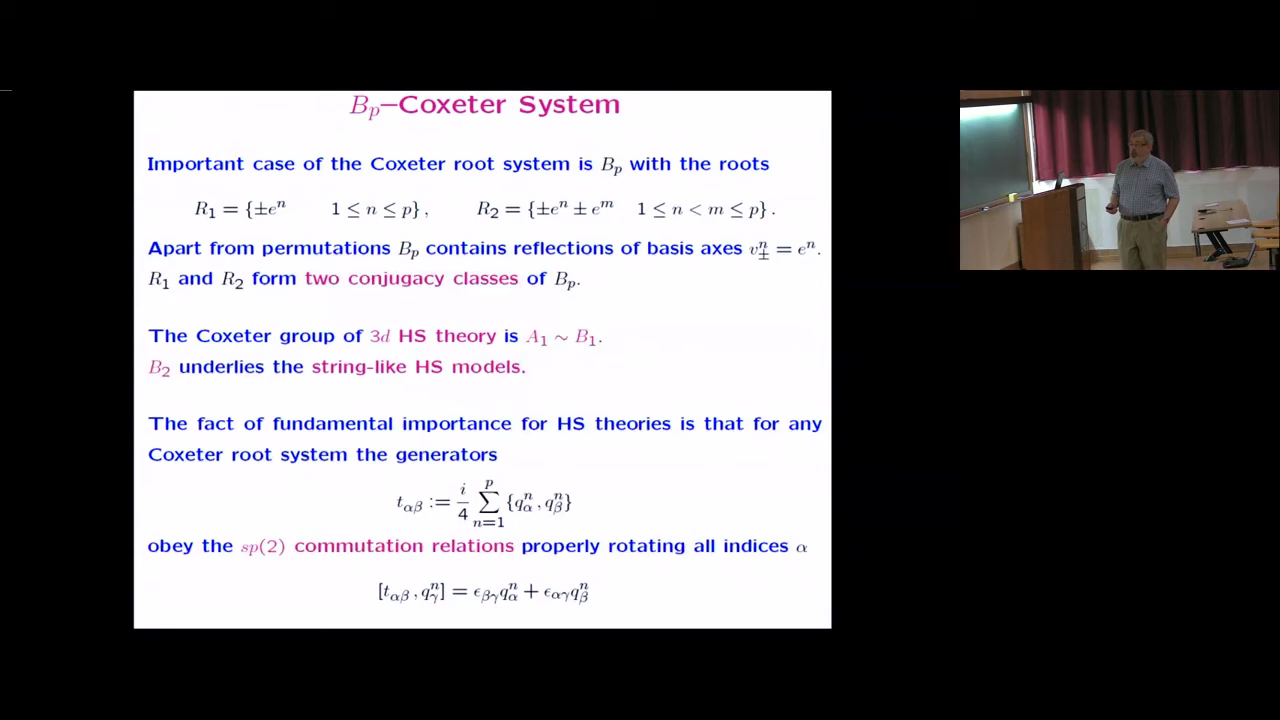 B_p–Coxeter System
Important case of the Coxeter root system is B_p with the roots
R_1 = {±e^n 1 ≤ n ≤ p}, R_2 = {±e^n ± e^m 1 ≤ n < m ≤ p}.
Apart from permutations B_p contains reflections of basis axes v^n_± = e^n.
R_1 and R_2 form two conjugacy classes of B_p.
The Coxeter group of 3d HS theory is A_1 ∼ B_1.
B_2 underlies the string-like HS models.
The fact of fundamental importance for HS theories is that for any
Coxeter root system the generators
t_{αβ} := i/4 ∑_{n=1}^{p} {q^n_α, q^n_β}
obey the sp(2) commutation relations properly rotating all indices α
[t_{αβ}, q^n_γ] = ϵ_{βγ}q^n_α + ϵ_{αγ}q^n_β